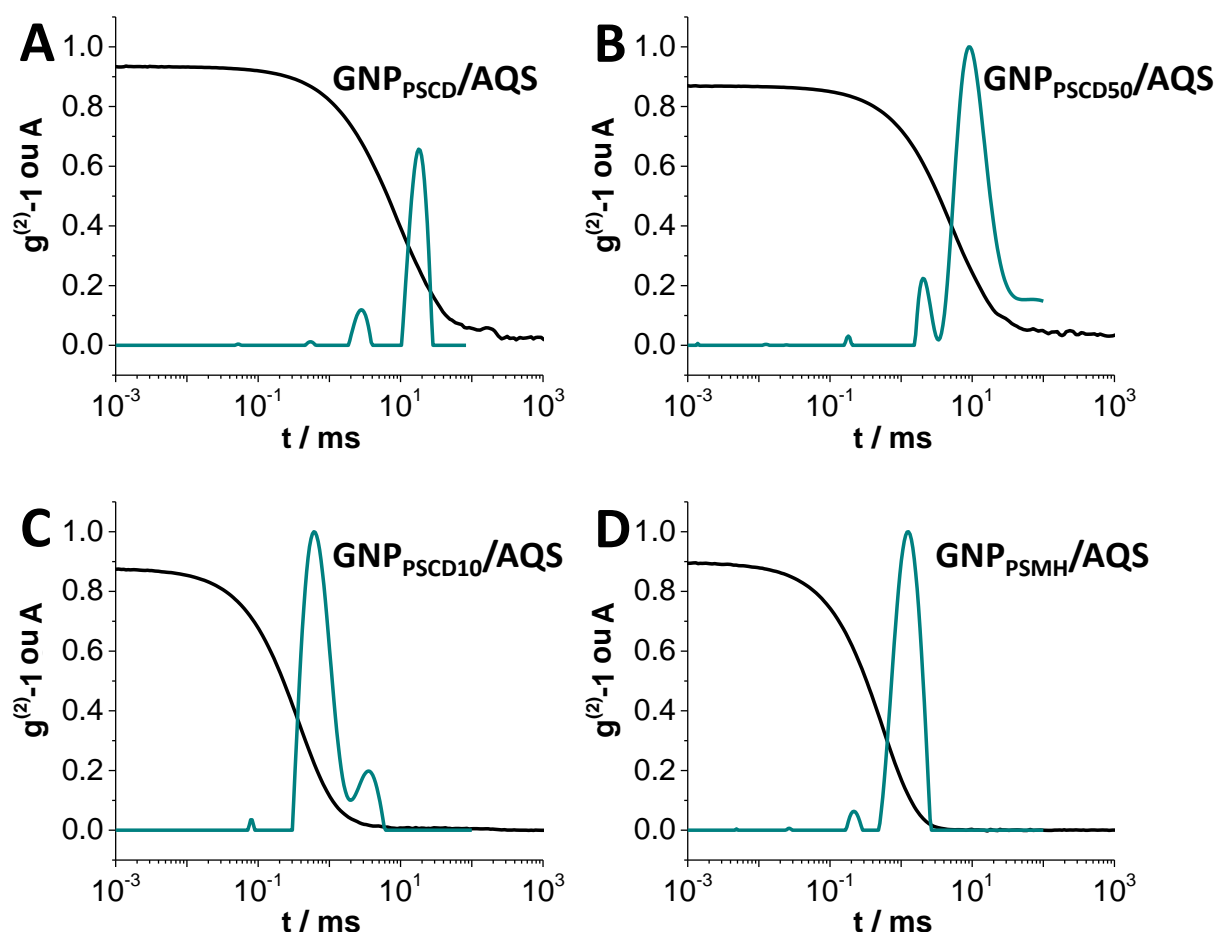 A
GNPPSCD/AQS
g(2)-1 ou A
1.0
0.8
0.6
0.4
0.2
0.0
10-3 10-1 101 103
t / ms
B
GNPPSCD50/AQS
g(2)-1 ou A
1.0
0.8
0.6
0.4
0.2
0.0
10-3 10-1 101 103
t / ms
C
GNPPSCD10/AQS
g(2)-1 ou A
1.0
0.8
0.6
0.4
0.2
0.0
10-3 10-1 101 103
t / ms
D
GNPPSMH/AQS
g(2)-1 ou A
1.0
0.8
0.6
0.4
0.2
0.0
10-3 10-1 101 103
t / ms